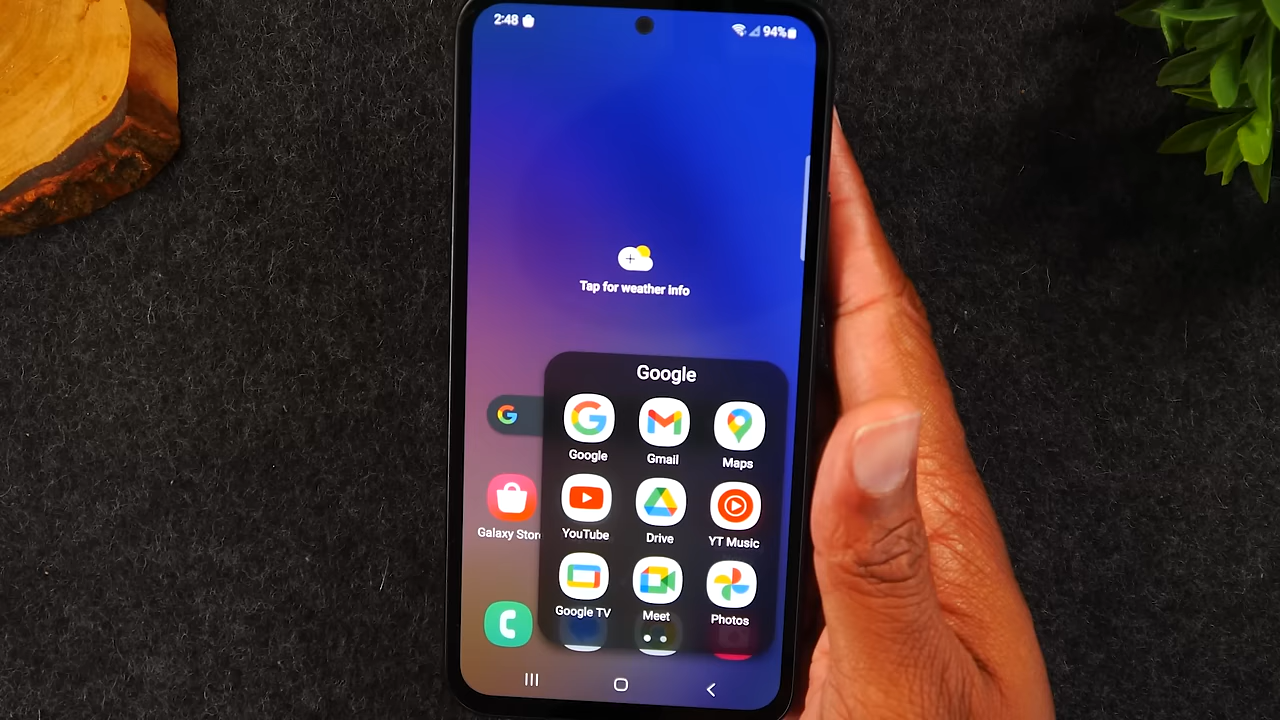 2:48
94%
Tap for weather info
Google
Google
Gmail
Maps
YouTube
Drive
YT Music
Galaxy Stor
Google TV
Meet
Photos